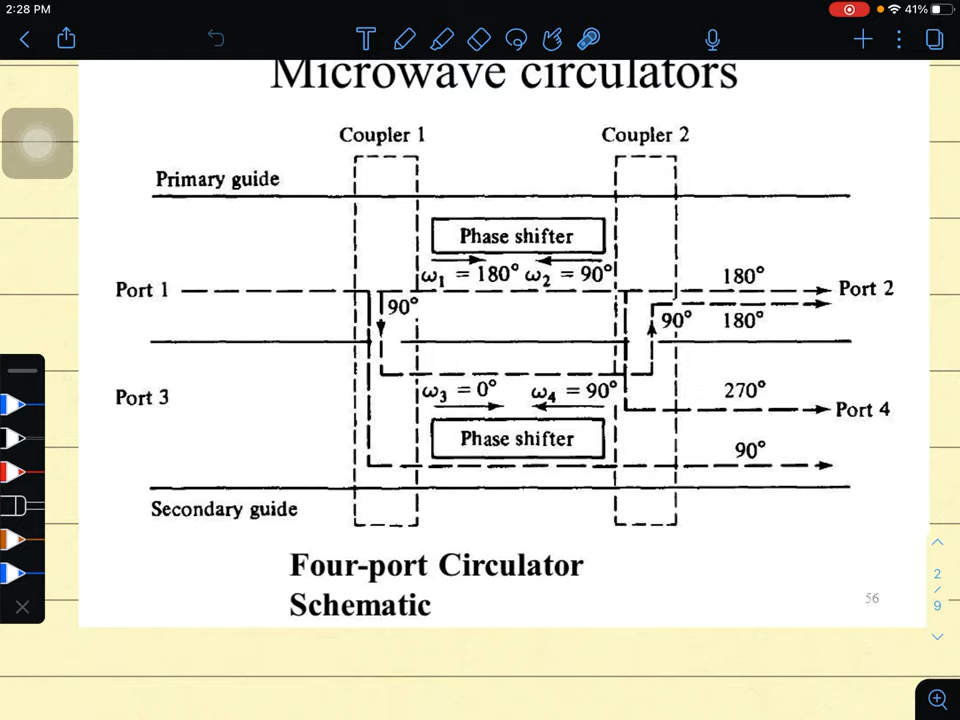 2:28 PM
41%
T
Microwave circulators
Coupler 1
Coupler 2
Primary guide
Phase shifter
ω₁ = 180° ω₂ = 90°
180°
Port 1
Port 2
90°
90°
180°
Port 3
ω₃ = 0°
ω₄ = 90°
270°
Port 4
Phase shifter
90°
Secondary guide
Four-port Circulator
Schematic
56
2
/
9